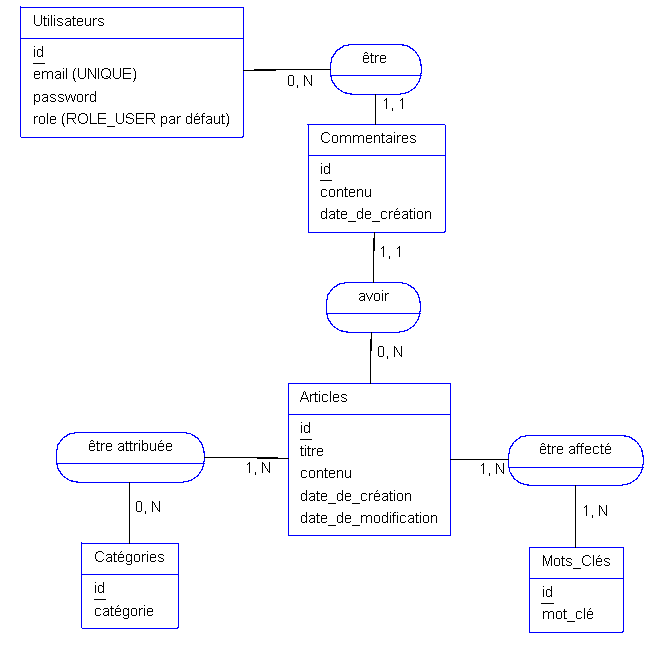 Utilisateurs
id
email (UNIQUE)
password
role (ROLE_USER par défaut)
0, N
être
1, 1
Commentaires
id
contenu
date_de_création
1, 1
avoir
0, N
Articles
id
titre
contenu
date_de_création
date_de_modification
être attribuée
1, N
0, N
Catégories
id
catégorie
être affecté
1, N
1, N
Mots_Clés
id
mot_clé